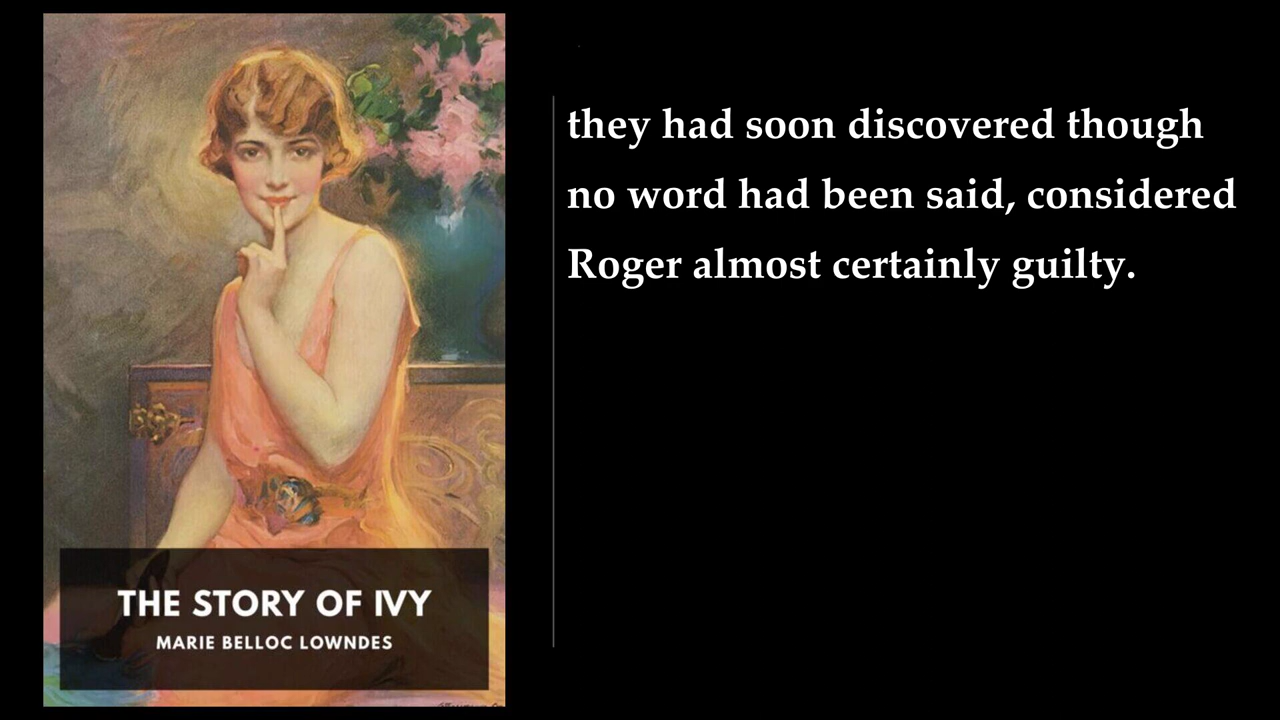 they had soon discovered though
no word had been said, considered
Roger almost certainly guilty.
THE STORY OF IVY
MARIE BELLOC LOWNDES